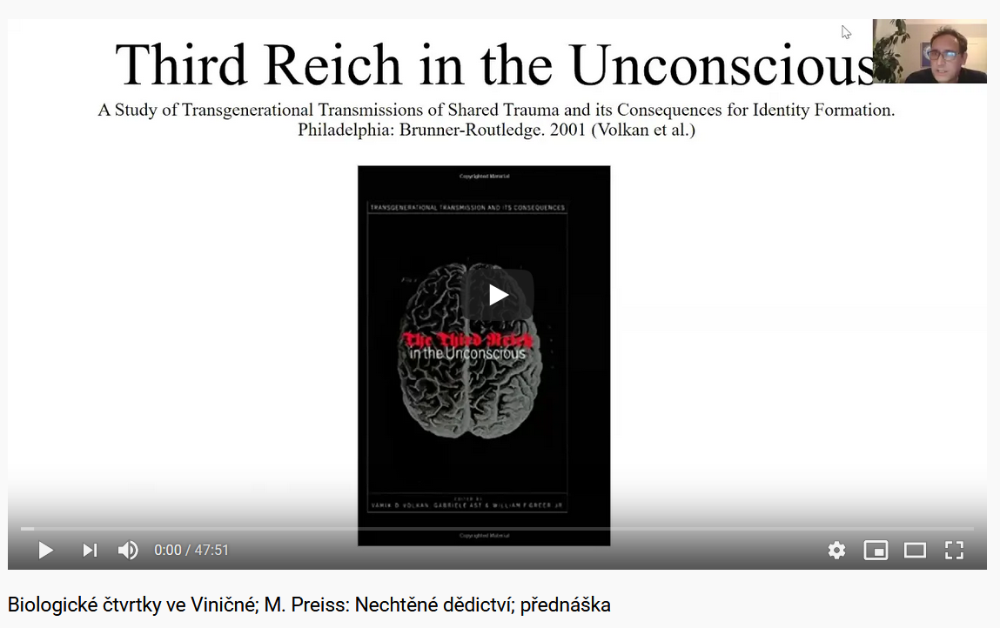 Third Reich in the Unconscious
A Study of Transgenerational Transmissions of Shared Trauma and its Consequences for Identity Formation.
Philadelphia: Brunner-Routledge. 2001 (Volkan et al.)
Copyrighted Material
TRANSGENERATIONAL TRANSMISSION AND ITS CONSEQUENCES
The Third Reich
in the Unconscious
EDITED BY
VAMIK D. VOLKAN, GABRIELE AST & WILLIAM F. GREER JR
Copyrighted Material
0:00 / 47:51
Biologické čtvrtky ve Viničné; M. Preiss: Nechtěné dědictví; přednáška